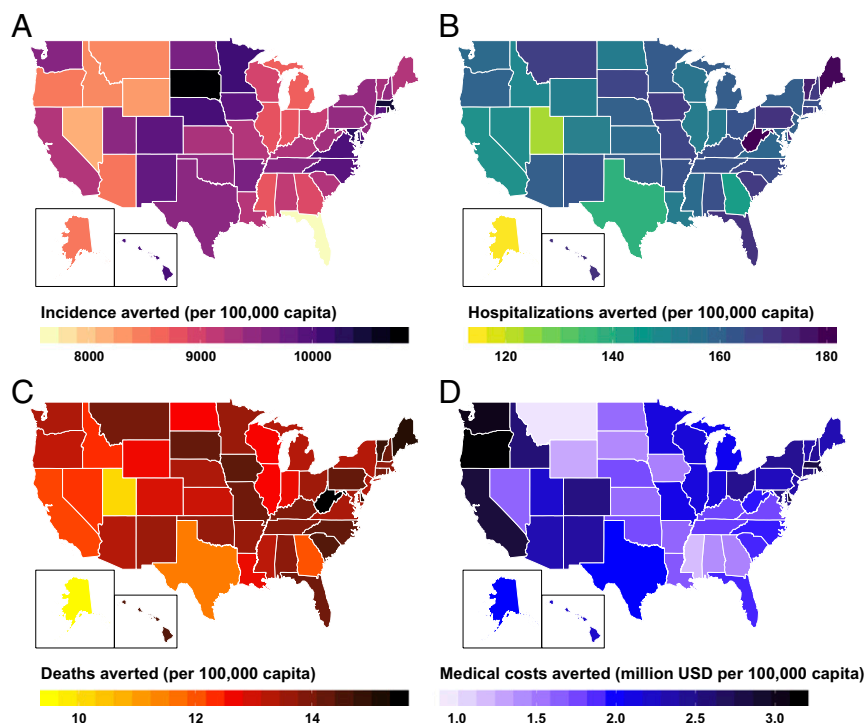 A
B
Incidence averted (per 100,000 capita)
8000 9000 10000
Hospitalizations averted (per 100,000 capita)
120 140 160 180
C
D
Deaths averted (per 100,000 capita)
10 12 14
Medical costs averted (million USD per 100,000 capita)
1.0 1.5 2.0 2.5 3.0